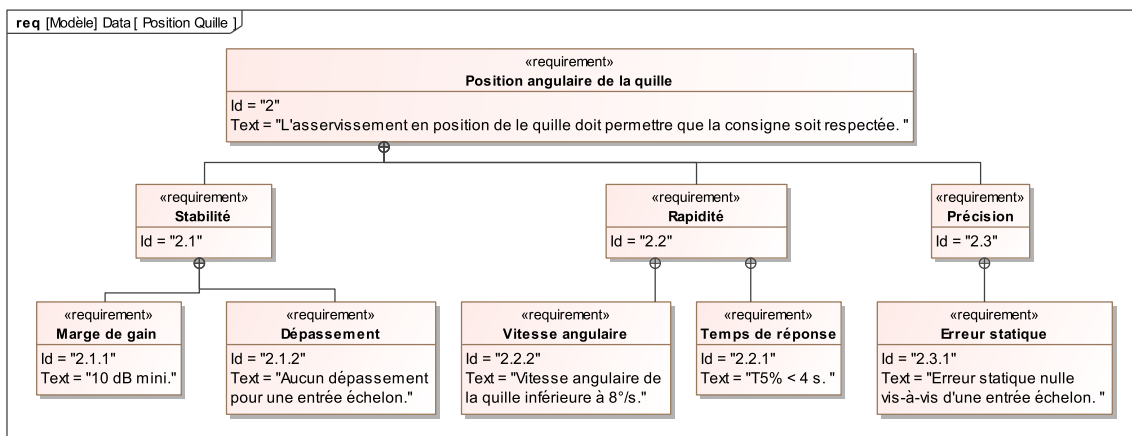 req [Modèle] Data [ Position Quille ]
«requirement»
Position angulaire de la quille
Id = "2"
Text = "L'asservissement en position de le quille doit permettre que la consigne soit respectée. "
«requirement»
Stabilité
Id = "2.1"
«requirement»
Rapidité
Id = "2.2"
«requirement»
Précision
Id = "2.3"
«requirement»
Marge de gain
Id = "2.1.1"
Text = "10 dB mini."
«requirement»
Dépassement
Id = "2.1.2"
Text = "Aucun dépassement
pour une entrée échelon."
«requirement»
Vitesse angulaire
Id = "2.2.2"
Text = "Vitesse angulaire de
la quille inférieure à 8°/s."
«requirement»
Temps de réponse
Id = "2.2.1"
Text = "T5% < 4 s. "
«requirement»
Erreur statique
Id = "2.3.1"
Text = "Erreur statique nulle
vis-à-vis d'une entrée échelon. "